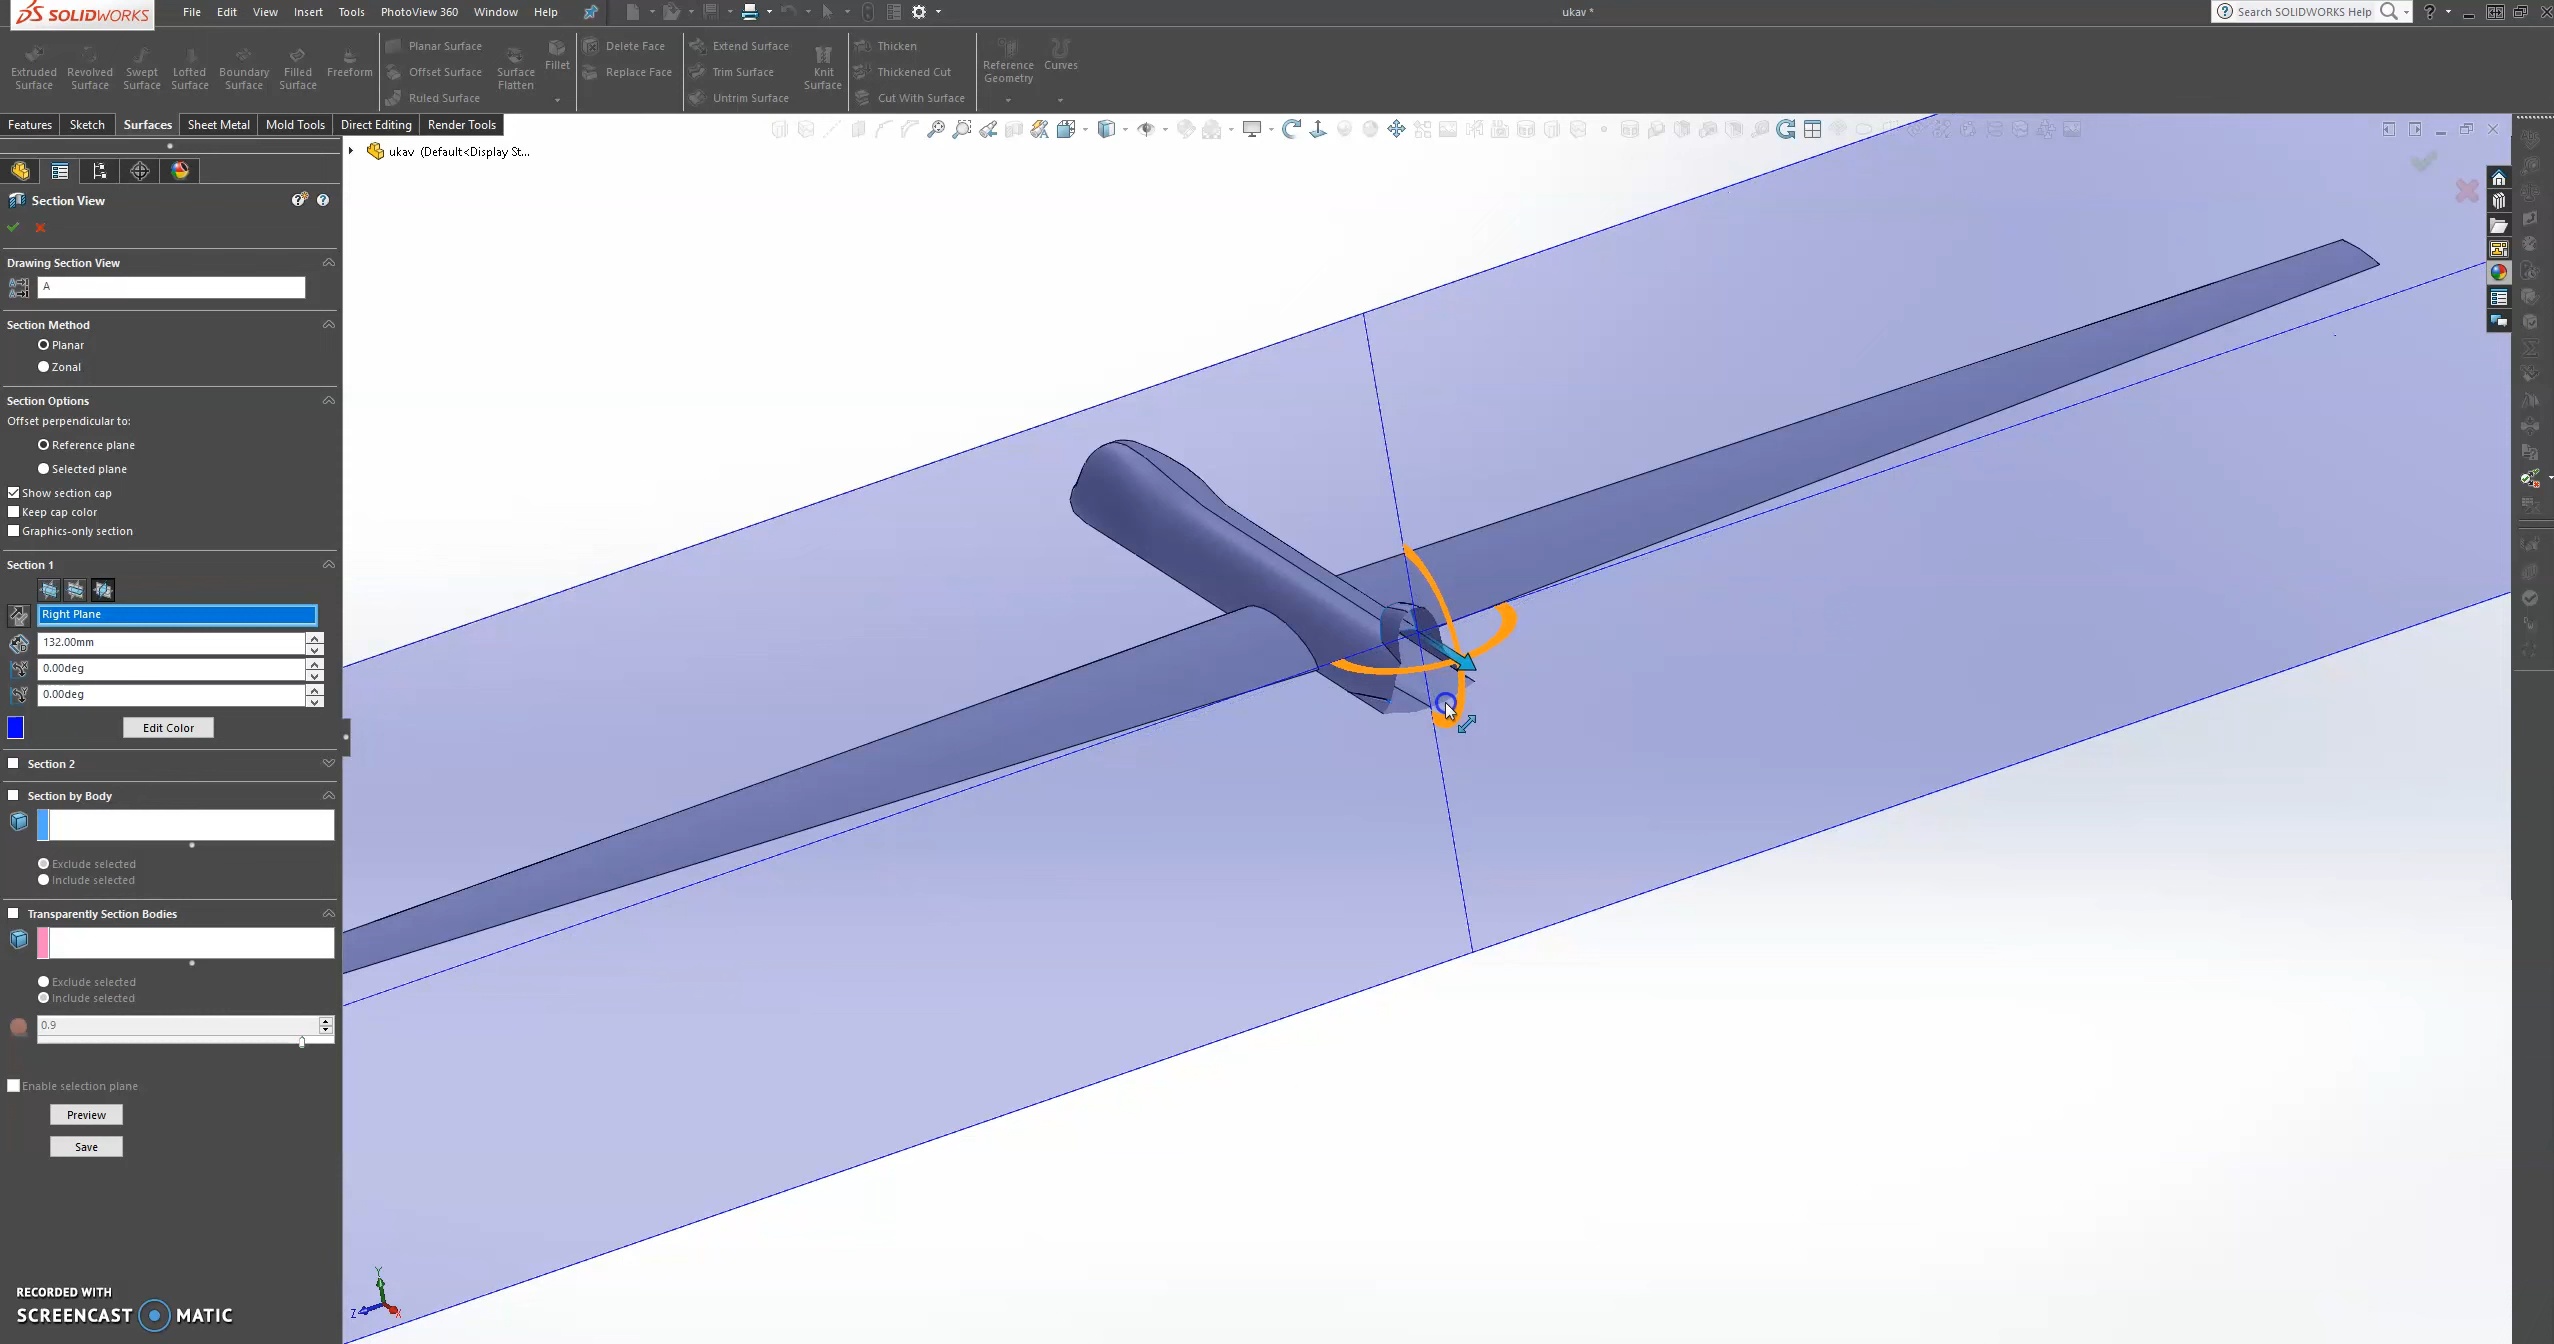 SOLIDWORKS File Edit View Insert Tools PhotoView 360 Window Help ukav * Search SOLIDWORKS Help
Extruded Surface Revolved Surface Swept Surface Lofted Surface Boundary Surface Filled Surface Freeform
Planar Surface
Offset Surface
Ruled Surface
Surface Flatten
Fillet
Delete Face
Replace Face
Extend Surface
Trim Surface
Untrim Surface
Knit Surface
Thicken
Thickened Cut
Cut With Surface
Reference Geometry
Curves
Features Sketch Surfaces Sheet Metal Mold Tools Direct Editing Render Tools
ukav (Default<Display St...
Section View
Drawing Section View
A
Section Method
Planar
Zonal
Section Options
Offset perpendicular to:
Reference plane
Selected plane
Show section cap
Keep cap color
Graphics-only section
Section 1
Right Plane
132.00mm
0.00deg
0.00deg
Edit Color
Section 2
Section by Body
Exclude selected
Include selected
Transparently Section Bodies
Exclude selected
Include selected
0.9
Enable selection plane
Preview
Save
Y
Z X
RECORDED WITH
SCREENCAST MATIC